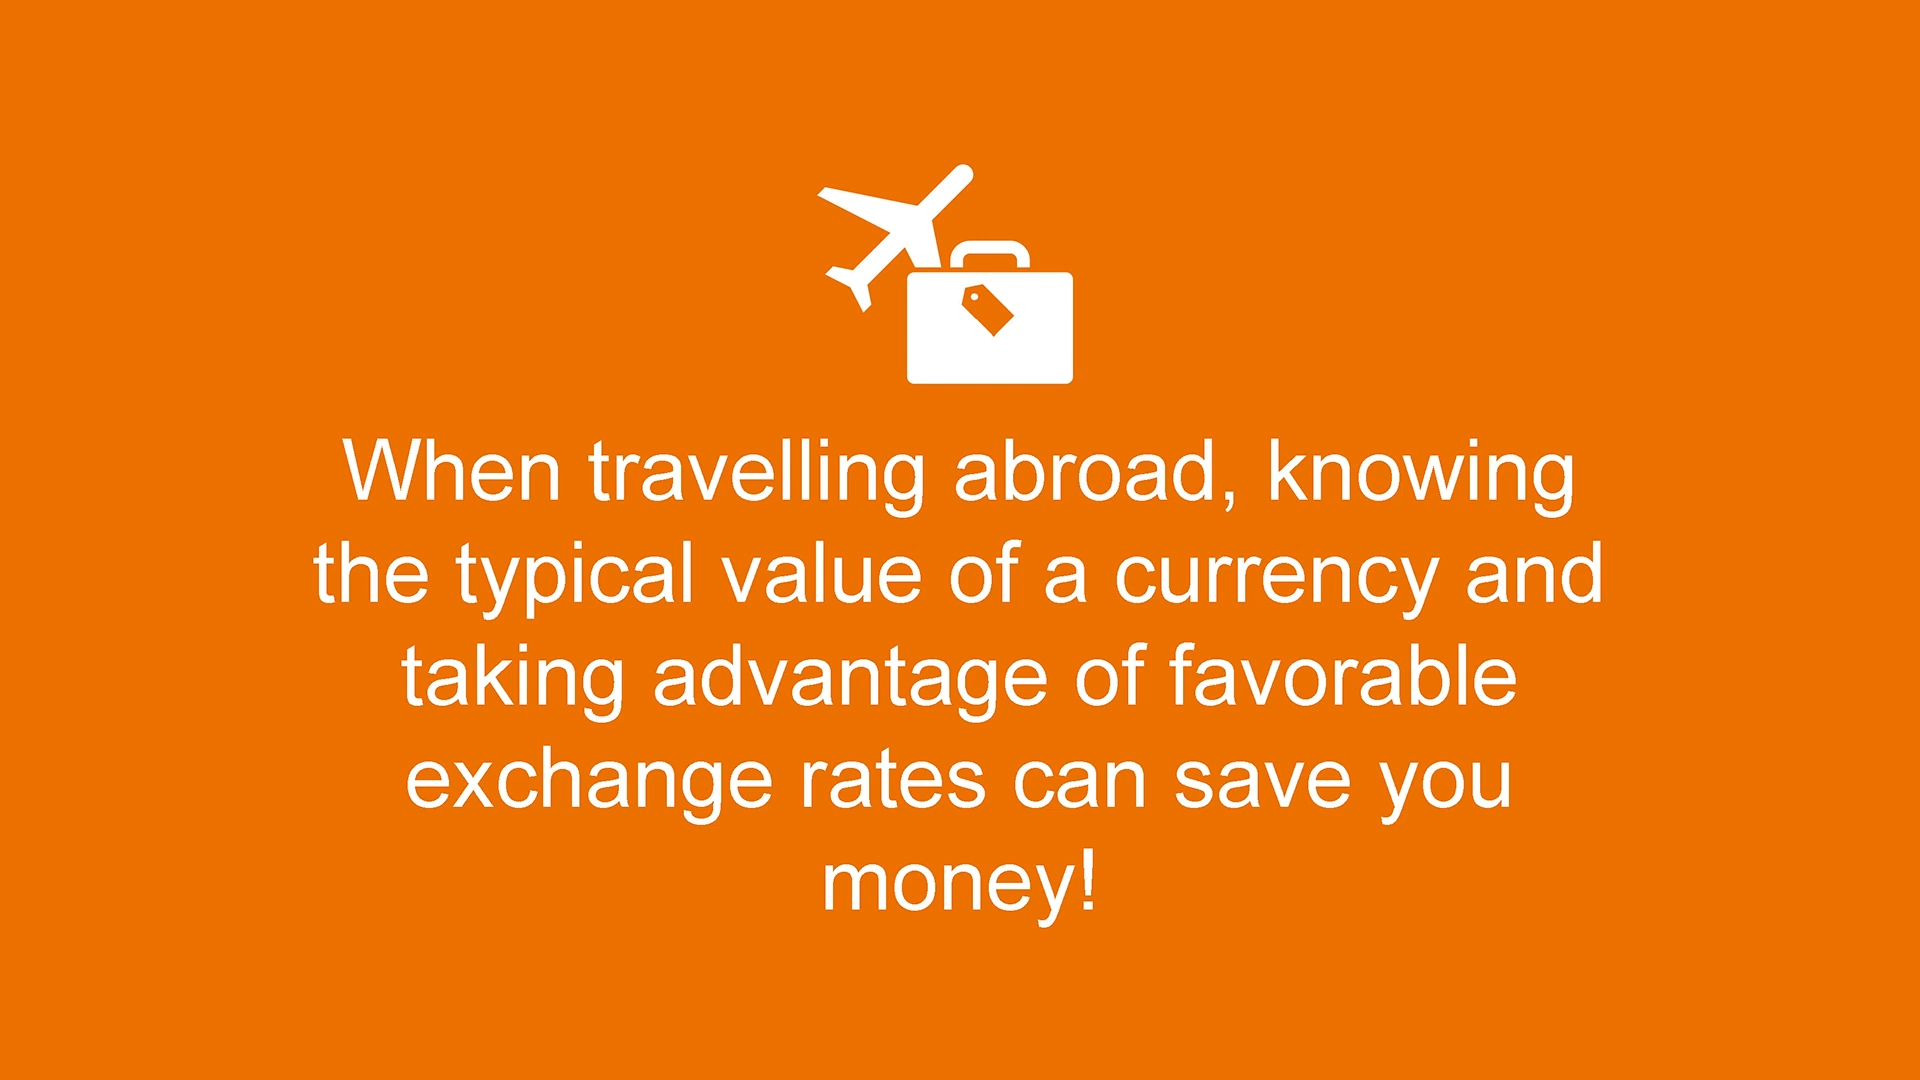 When travelling abroad, knowing
the typical value of a currency and
taking advantage of favorable
exchange rates can save you
money!